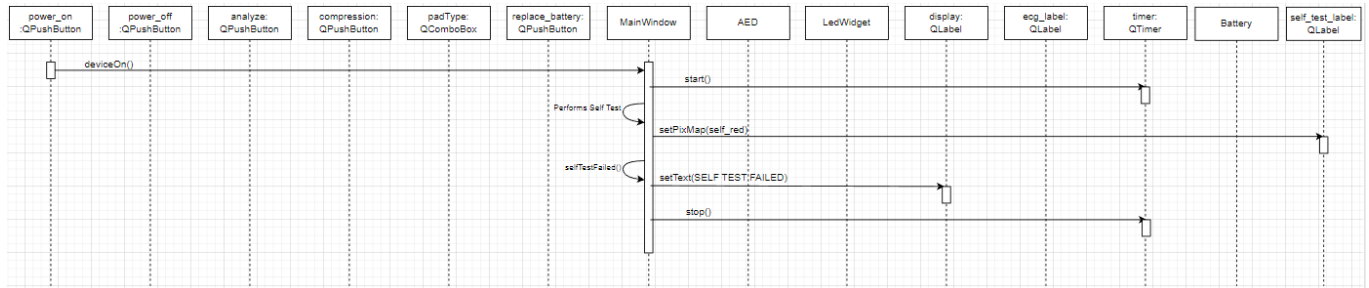 power_on
:QPushButton
power_off
:QPushButton
analyze:
QPushButton
compression:
QPushButton
padType:
QComboBox
replace_battery:
QPushButton
MainWindow
AED
LedWidget
display:
QLabel
ecg_label:
QLabel
timer:
QTimer
Battery
self_test_label:
QLabel
deviceOn()
start()
Performs Self Test
setPixMap(self_red)
selfTestFailed()
setText(SELF TEST:FAILED)
stop()